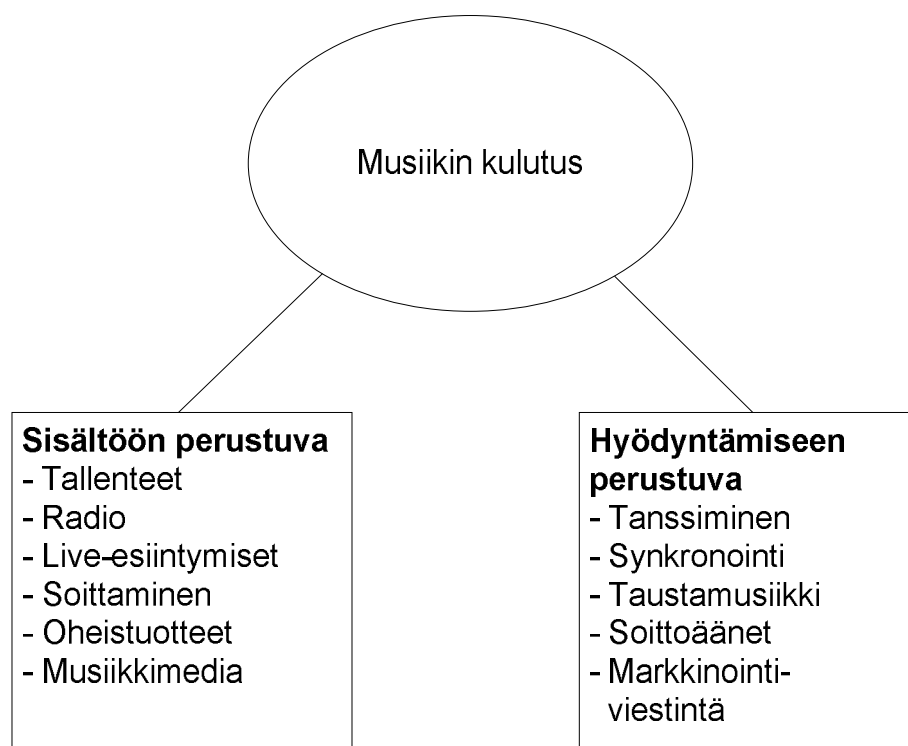 Musiikin kulutus
Sisältöön perustuva
- Tallenteet
- Radio
- Live-esiintymiset
- Soittaminen
- Oheistuotteet
- Musiikkimedia
Hyödyntämiseen
perustuva
- Tanssiminen
- Synkronointi
- Taustamusiikki
- Soittoäänet
- Markkinointi-
viestintä